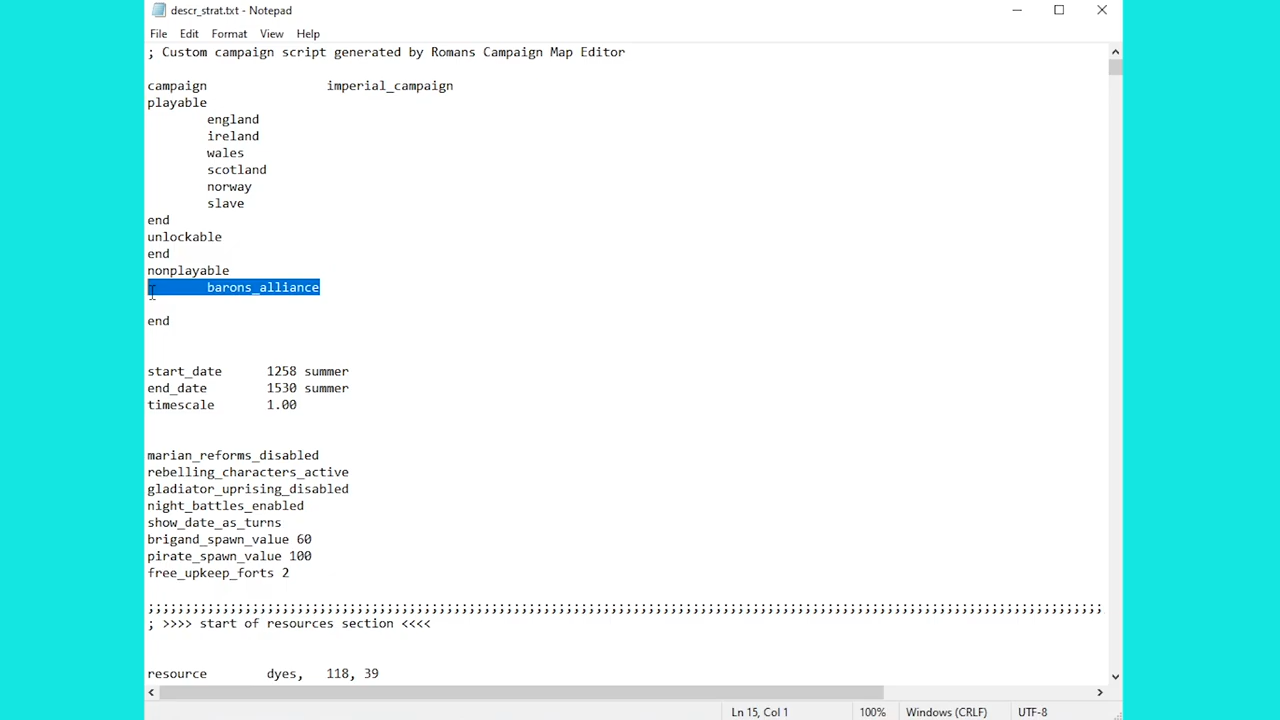 descr_strat.txt - Notepad
File Edit Format View Help
; Custom campaign script generated by Romans Campaign Map Editor
campaign imperial_campaign
playable
england
ireland
wales
scotland
norway
slave
end
unlockable
end
nonplayable
barons_alliance
end
start_date 1258 summer
end_date 1530 summer
timescale 1.00
marian_reforms_disabled
rebelling_characters_active
gladiator_uprising_disabled
night_battles_enabled
show_date_as_turns
brigand_spawn_value 60
pirate_spawn_value 100
free_upkeep_forts 2
;;;;;;;;;;;;;;;;;;;;;;;;;;;;;;;;;;;;;;;;;;;;;;;;;;;;;;;;;;;;;;;;;;;;;;;;;;;;;;;;;;;;;;;;;;;;;;;;;;;;;;;;;;;;;;;;;;;;;;;;;;;;;;;;
; >>>> start of resources section <<<<
resource dyes, 118, 39
Ln 15, Col 1 100% Windows (CRLF) UTF-8